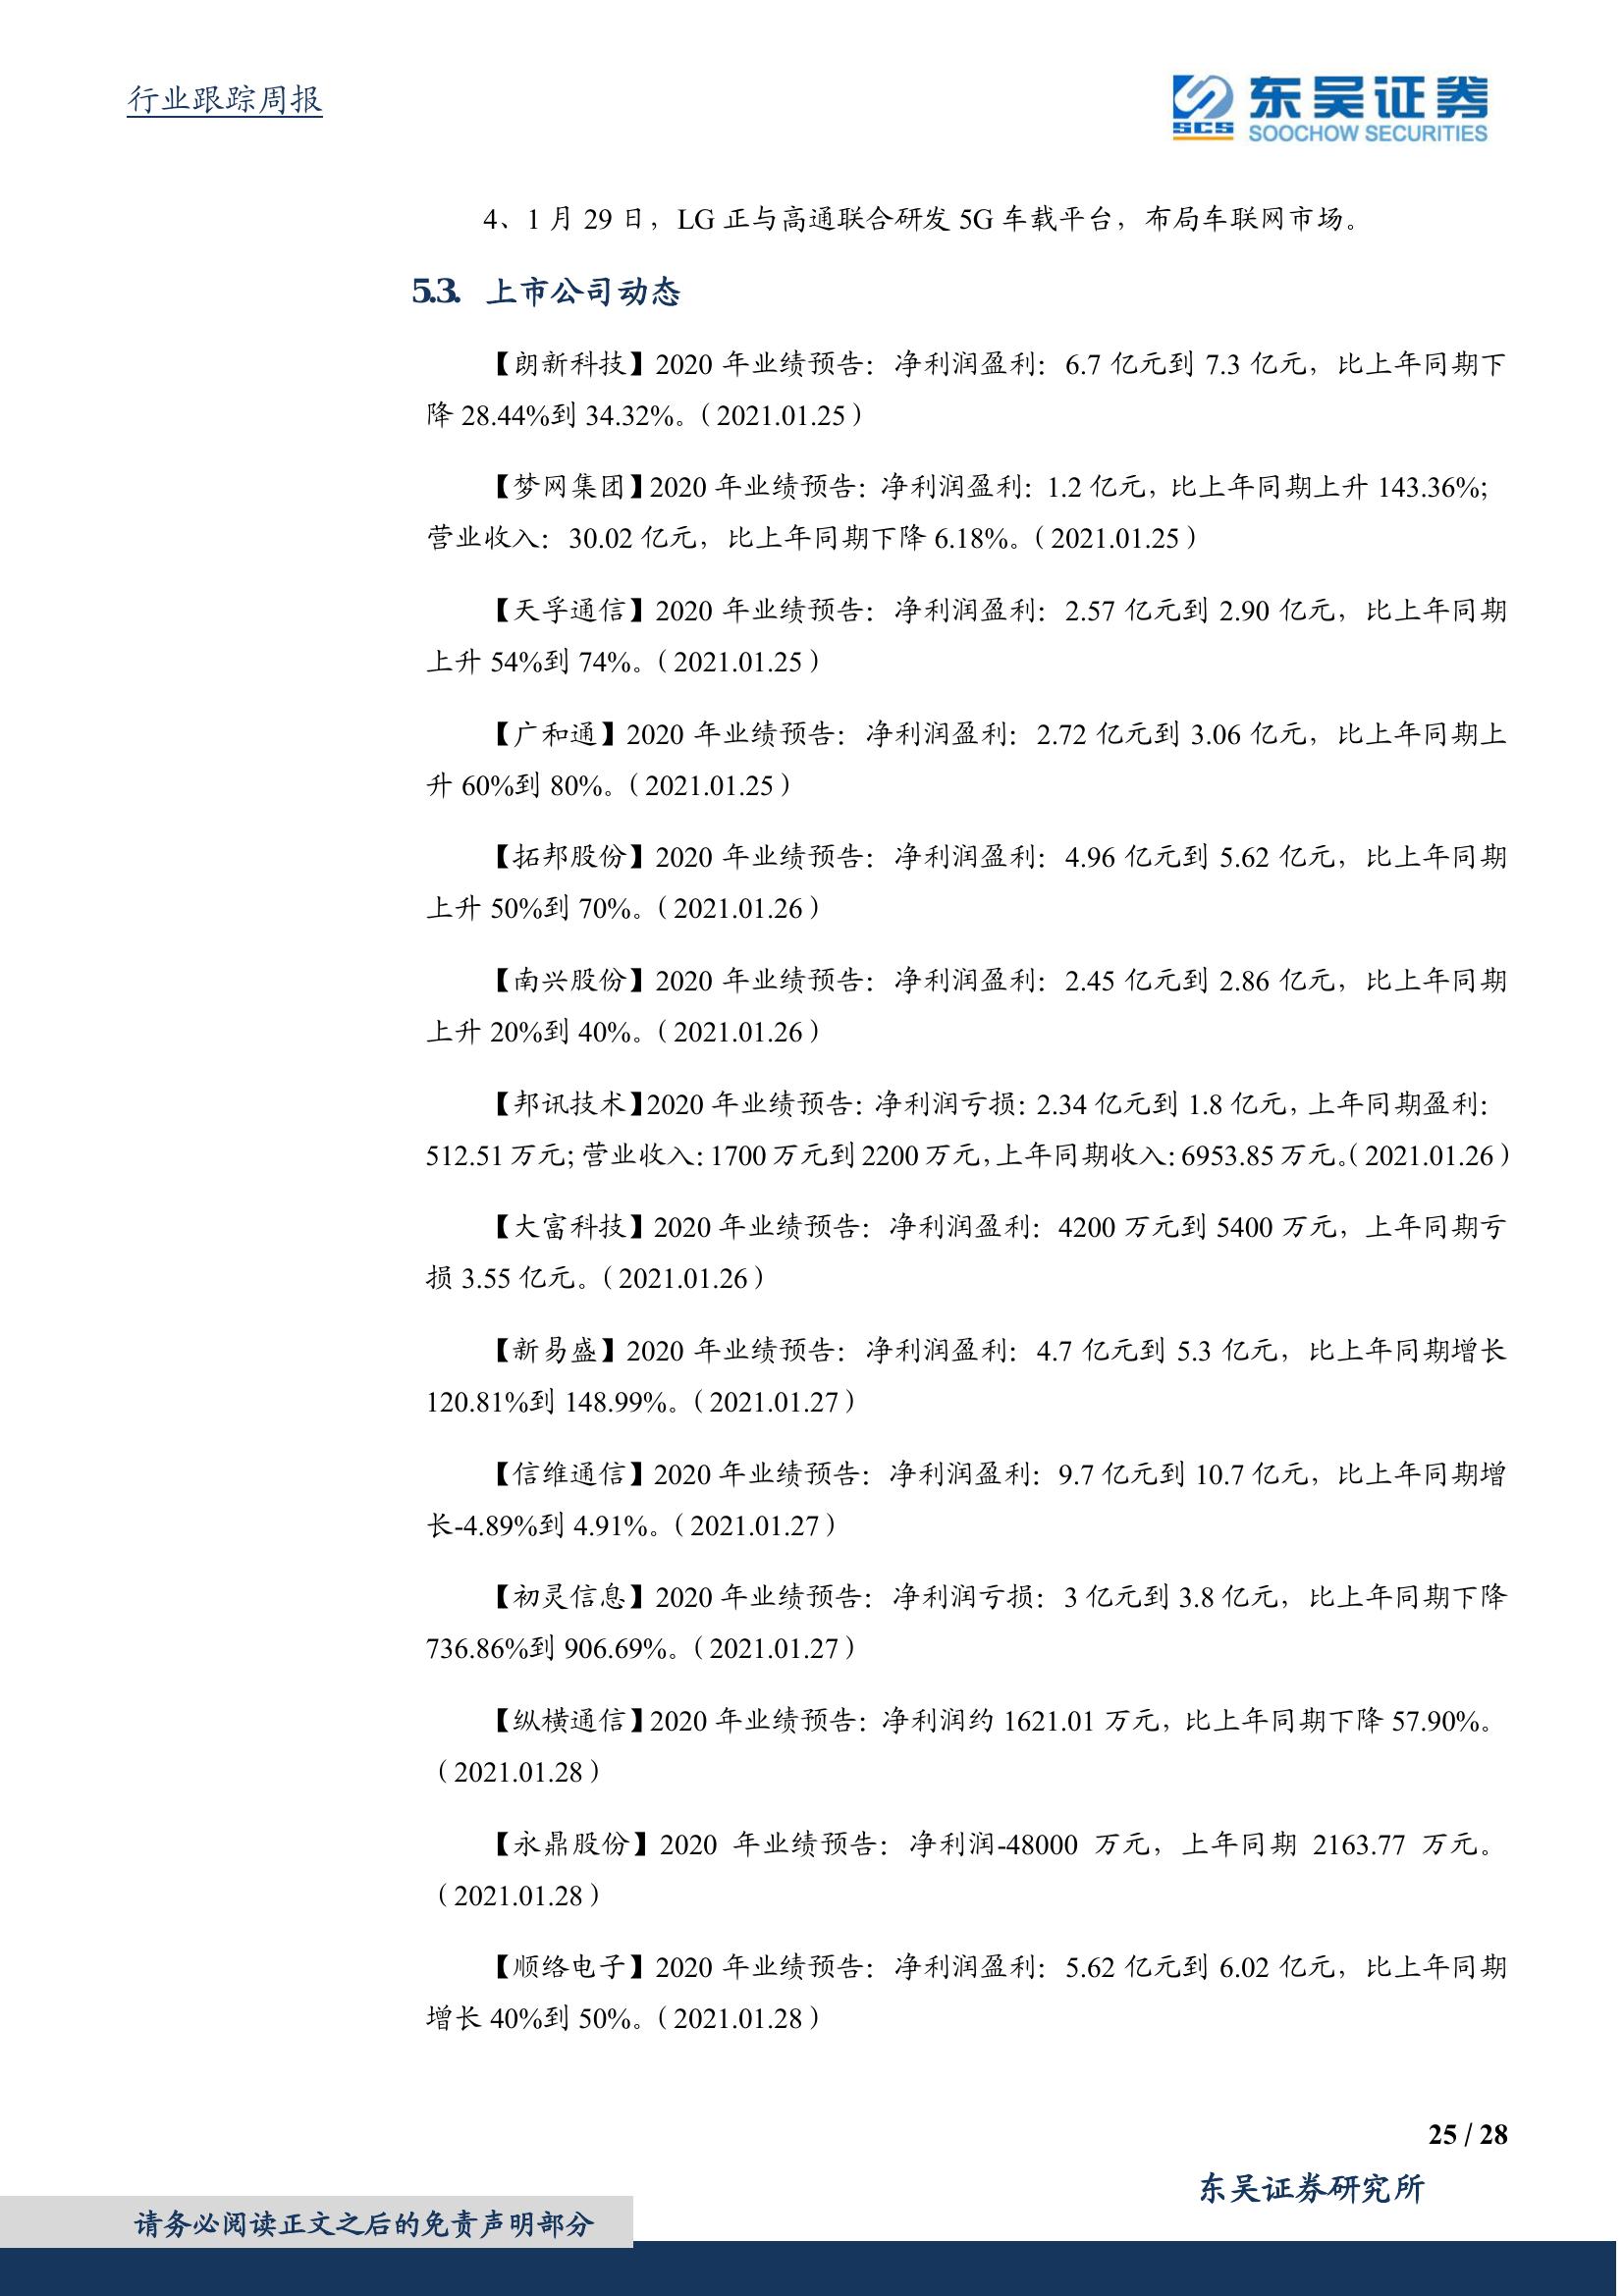 行业跟踪周报
SCS
东吴证券
SOOCHOW SECURITIES
4、1 月 29 日，LG 正与高通联合研发 5G 车载平台，布局车联网市场。
5.3. 上市公司动态
【朗新科技】2020 年业绩预告：净利润盈利：6.7 亿元到 7.3 亿元，比上年同期下
降 28.44%到 34.32%。（2021.01.25）
【梦网集团】2020 年业绩预告：净利润盈利：1.2 亿元，比上年同期上升 143.36%；
营业收入：30.02 亿元，比上年同期下降 6.18%。（2021.01.25）
【天孚通信】2020 年业绩预告：净利润盈利：2.57 亿元到 2.90 亿元，比上年同期
上升 54%到 74%。（2021.01.25）
【广和通】2020 年业绩预告：净利润盈利：2.72 亿元到 3.06 亿元，比上年同期上
升 60%到 80%。（2021.01.25）
【拓邦股份】2020 年业绩预告：净利润盈利：4.96 亿元到 5.62 亿元，比上年同期
上升 50%到 70%。（2021.01.26）
【南兴股份】2020 年业绩预告：净利润盈利：2.45 亿元到 2.86 亿元，比上年同期
上升 20%到 40%。（2021.01.26）
【邦讯技术】2020 年业绩预告：净利润亏损：2.34 亿元到 1.8 亿元，上年同期盈利：
512.51 万元；营业收入：1700 万元到 2200 万元，上年同期收入：6953.85 万元。（2021.01.26）
【大富科技】2020 年业绩预告：净利润盈利：4200 万元到 5400 万元，上年同期亏
损 3.55 亿元。（2021.01.26）
【新易盛】2020 年业绩预告：净利润盈利：4.7 亿元到 5.3 亿元，比上年同期增长
120.81%到 148.99%。（2021.01.27）
【信维通信】2020 年业绩预告：净利润盈利：9.7 亿元到 10.7 亿元，比上年同期增
长-4.89%到 4.91%。（2021.01.27）
【初灵信息】2020 年业绩预告：净利润亏损：3 亿元到 3.8 亿元，比上年同期下降
736.86%到 906.69%。（2021.01.27）
【纵横通信】2020 年业绩预告：净利润约 1621.01 万元，比上年同期下降 57.90%。
（2021.01.28）
【永鼎股份】2020 年业绩预告：净利润-48000 万元，上年同期 2163.77 万元。
（2021.01.28）
【顺络电子】2020 年业绩预告：净利润盈利：5.62 亿元到 6.02 亿元，比上年同期
增长 40%到 50%。（2021.01.28）
25 / 28
东吴证券研究所
请务必阅读正文之后的免责声明部分